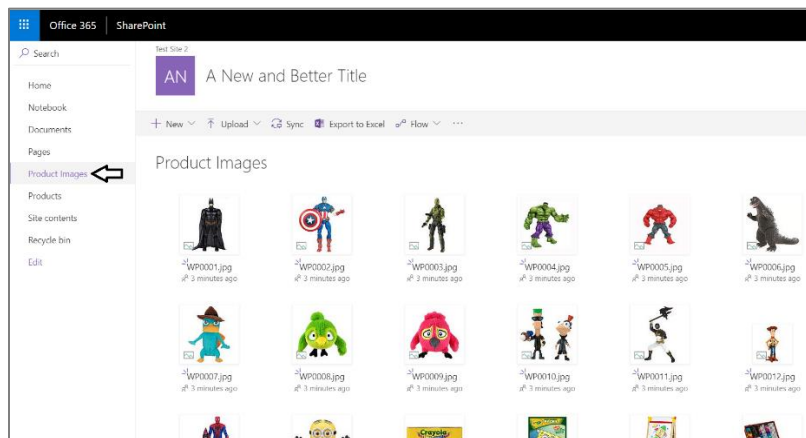 Office 365 SharePoint
Search
Home
Notebook
Documents
Pages
Product Images
Products
Site contents
Recycle bin
Edit
Test Site 2
AN A New and Better Title
New Upload Sync Export to Excel Flow ...
Product Images
WP0001.jpg WP0002.jpg WP0003.jpg WP0004.jpg WP0005.jpg WP0006.jpg
3 minutes ago 3 minutes ago 3 minutes ago 3 minutes ago 3 minutes ago 3 minutes ago
WP0007.jpg WP0008.jpg WP0009.jpg WP0010.jpg WP0011.jpg WP0012.jpg
3 minutes ago 3 minutes ago 3 minutes ago 3 minutes ago 3 minutes ago 3 minutes ago
Crayola